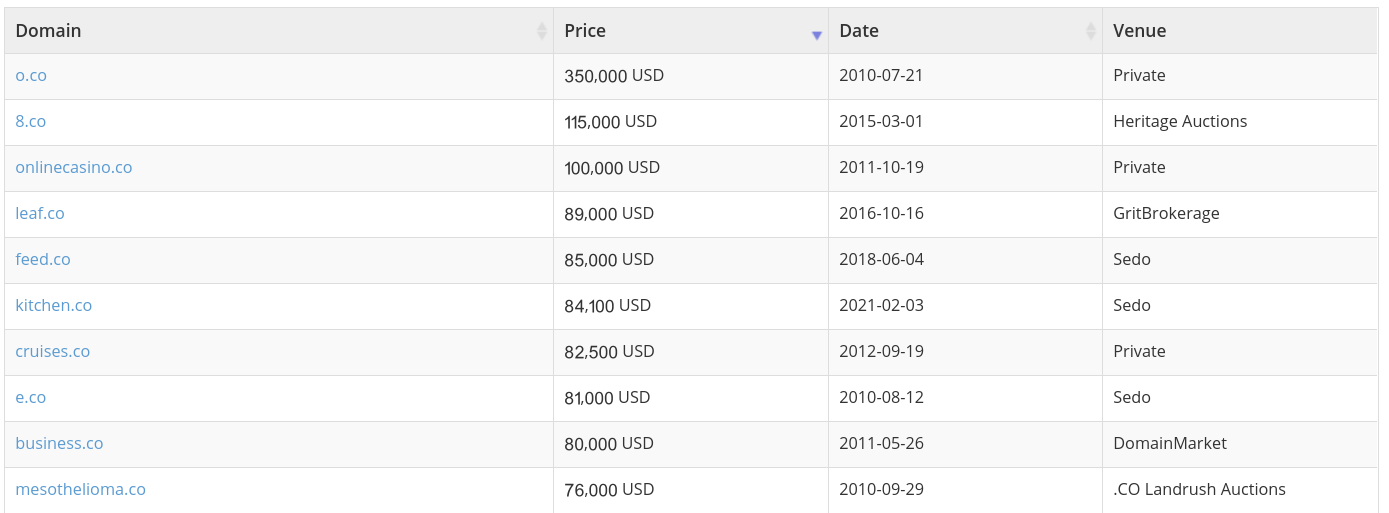 Domain Price Date Venue
o.co 350,000 USD 2010-07-21 Private
8.co 115,000 USD 2015-03-01 Heritage Auctions
onlinecasino.co 100,000 USD 2011-10-19 Private
leaf.co 89,000 USD 2016-10-16 GritBrokerage
feed.co 85,000 USD 2018-06-04 Sedo
kitchen.co 84,100 USD 2021-02-03 Sedo
cruises.co 82,500 USD 2012-09-19 Private
e.co 81,000 USD 2010-08-12 Sedo
business.co 80,000 USD 2011-05-26 DomainMarket
mesothelioma.co 76,000 USD 2010-09-29 .CO Landrush Auctions